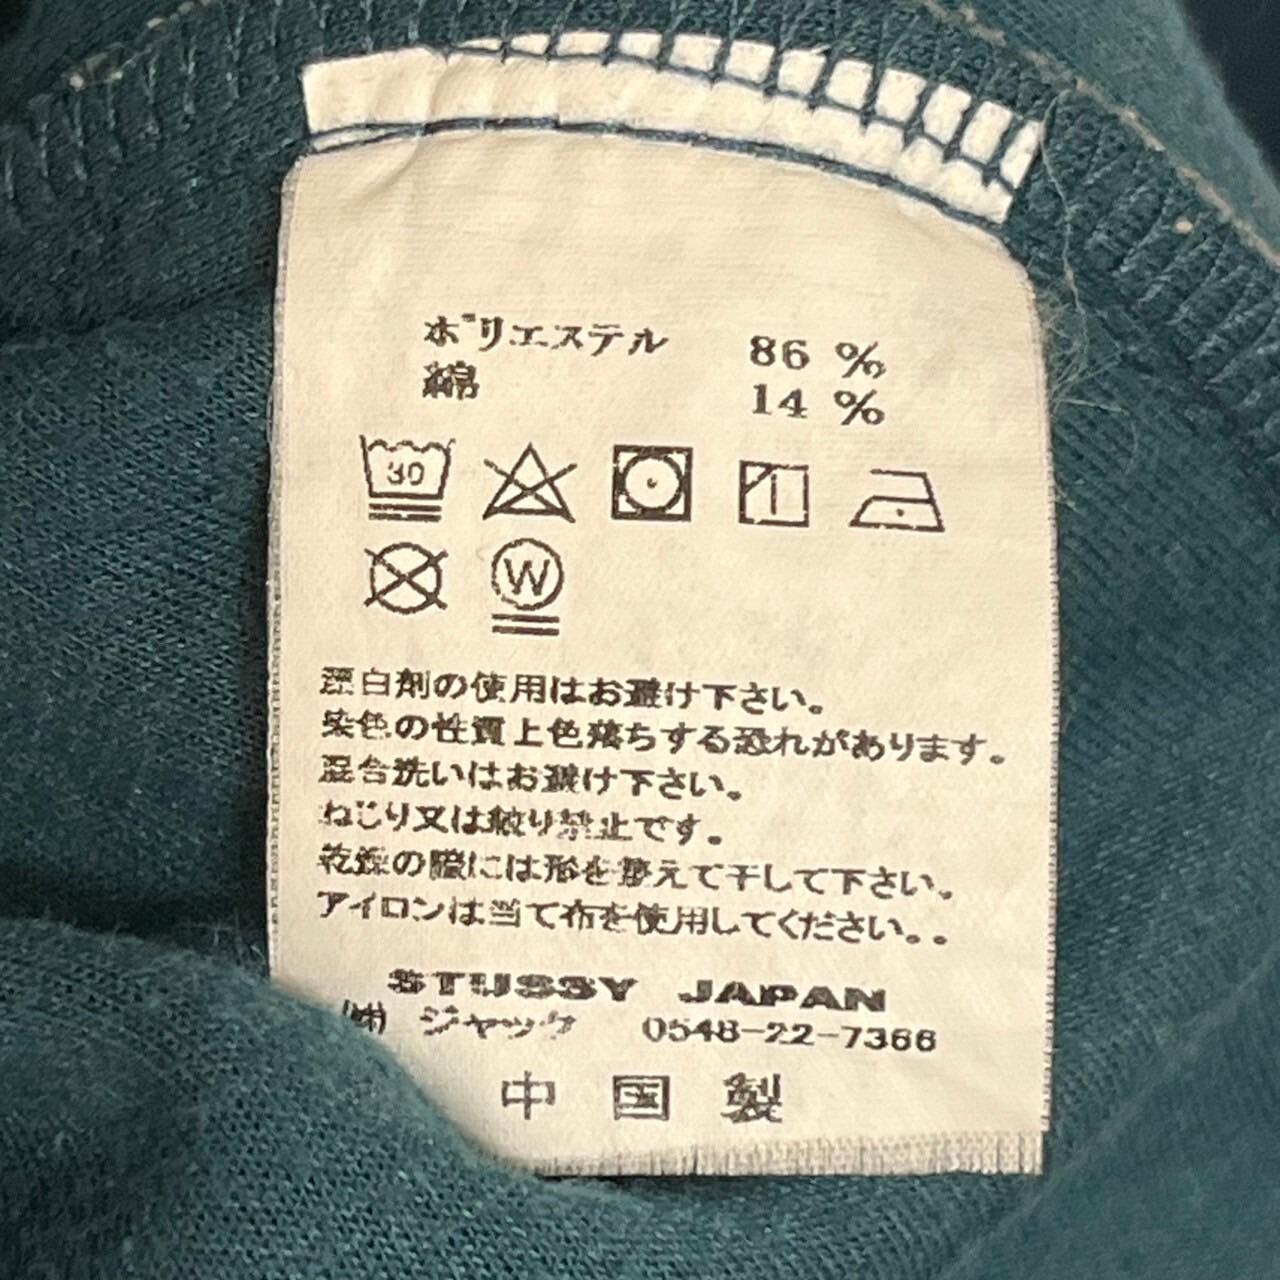 ポリエステル 86 %
綿 14 %
30
W
漂白剤の使用はお避け下さい。
染色の性質上色落ちする恐れがあります。
混合洗いはお避け下さい。
ねじり又は絞り禁止です。
乾燥の際には形を整えて干して下さい。
アイロンは当て布を使用してください。。
STUSSY JAPAN
㈱ ジャック 0548-22-7366
中国製